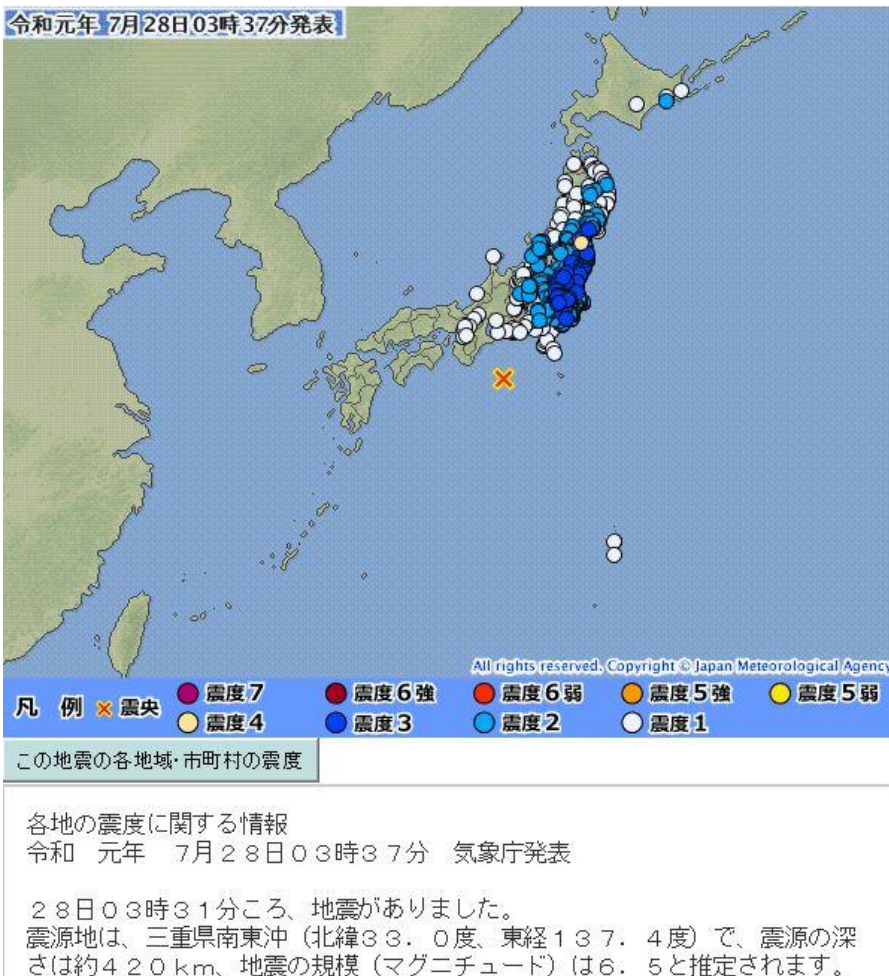 令和元年 7月28日03時37分発表
All rights reserved. Copyright © Japan Meteorological Agency
凡 例 × 震央 震度7 震度6強 震度6弱 震度5強 震度5弱
震度4 震度3 震度2 震度1
この地震の各地域・市町村の震度
各地の震度に関する情報
令和 元年 7月28日03時37分 気象庁発表
28日03時31分ころ、地震がありました。
震源地は、三重県南東沖(北緯33.0度、東経137.4度)で、震源の深
さは約420km、地震の規模(マグニチュード)は6.5と推定されます。